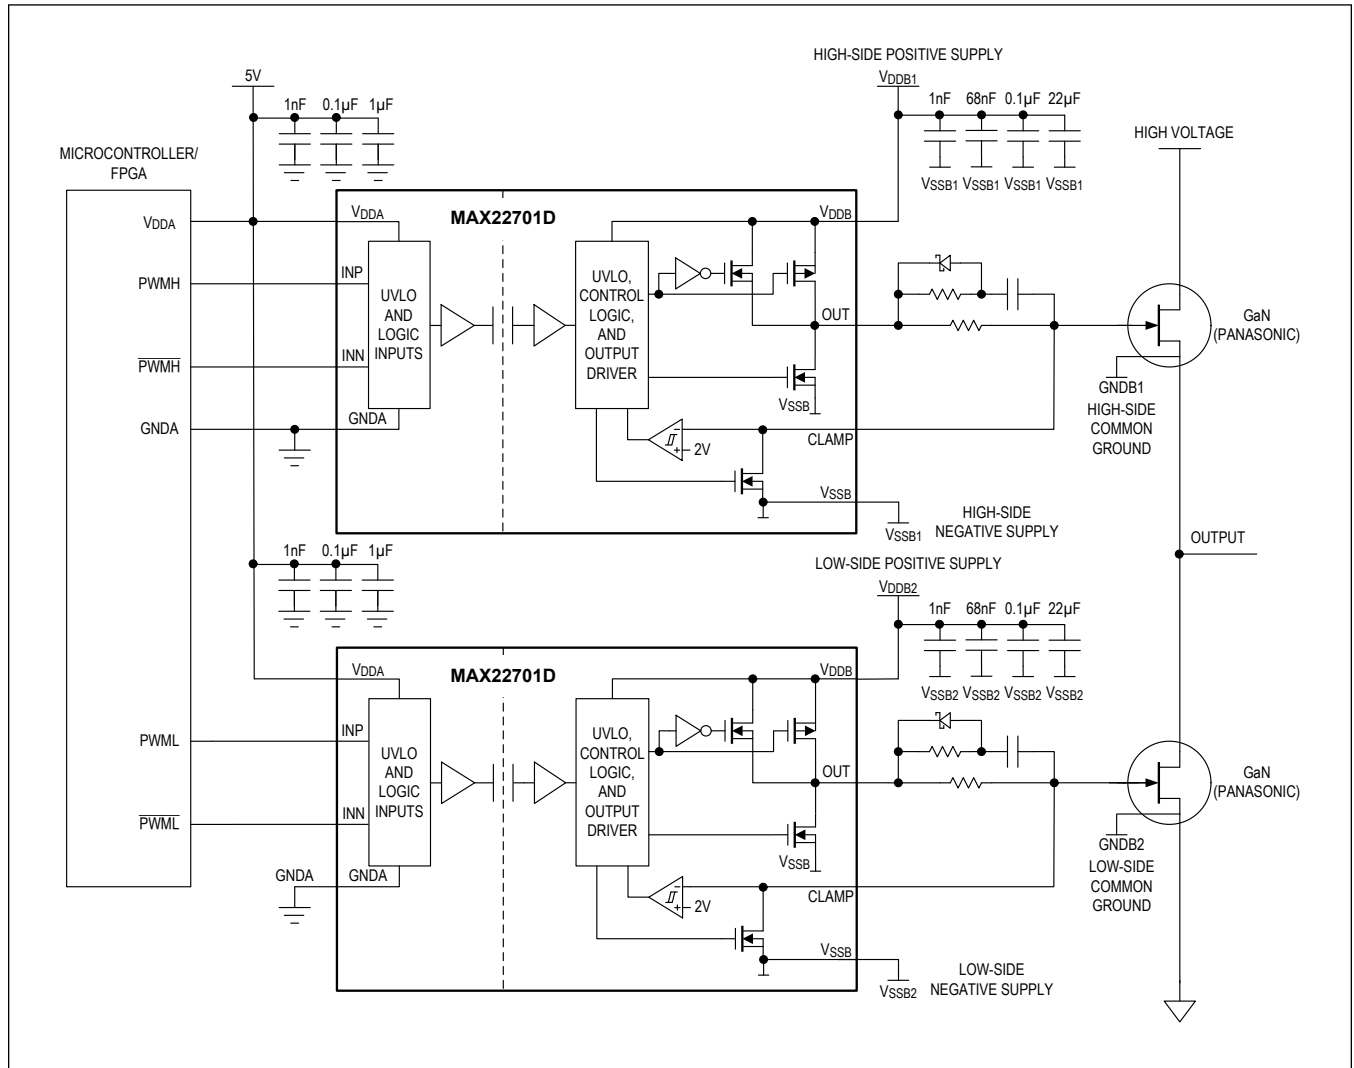 HIGH-SIDE POSITIVE SUPPLY
5V
VDDB1
1nF 0.1µF 1µF
1nF 68nF 0.1µF 22µF
HIGH VOLTAGE
MICROCONTROLLER/
FPGA
VSSB1 VSSB1 VSSB1 VSSB1
VDDA
VDDA
MAX22701D
VDDB
PWMH
INP
UVLO
AND
LOGIC
INPUTS
UVLO,
CONTROL
LOGIC,
AND
OUTPUT
DRIVER
OUT
GaN
(PANASONIC)
PWMH
INN
VSSB
GNDB1
HIGH-SIDE
COMMON
GROUND
GNDA
GNDA
2V
CLAMP
VSSB
HIGH-SIDE
NEGATIVE SUPPLY
VSSB1
OUTPUT
1nF 0.1µF 1µF
LOW-SIDE POSITIVE SUPPLY
VDDB2
1nF 68nF 0.1µF 22µF
VDDA
MAX22701D
VDDB
VSSB2 VSSB2 VSSB2 VSSB2
PWML
INP
UVLO
AND
LOGIC
INPUTS
UVLO,
CONTROL
LOGIC,
AND
OUTPUT
DRIVER
OUT
GaN
(PANASONIC)
PWML
INN
VSSB
GNDB2
LOW-SIDE
COMMON
GROUND
GNDA
GNDA
2V
CLAMP
VSSB
LOW-SIDE
NEGATIVE SUPPLY
VSSB2